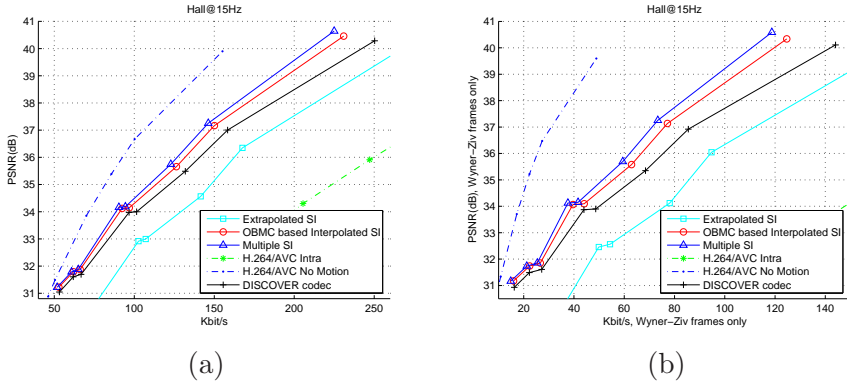 Hall@15Hz
41
40
39
38
37
36
35
34
33
32
31
PSNR(dB)
50
100
150
200
250
Kbit/s
Extrapolated SI
OBMC based Interpolated SI
Multiple SI
H.264/AVC Intra
H.264/AVC No Motion
DISCOVER codec
(a)
Hall@15Hz
41
40
39
38
37
36
35
34
33
32
31
PSNR(dB), Wyner−Ziv frames only
20
40
60
80
100
120
140
Kbit/s, Wyner−Ziv frames only
Extrapolated SI
OBMC based Interpolated SI
Multiple SI
H.264/AVC Intra
H.264/AVC No Motion
DISCOVER codec
(b)